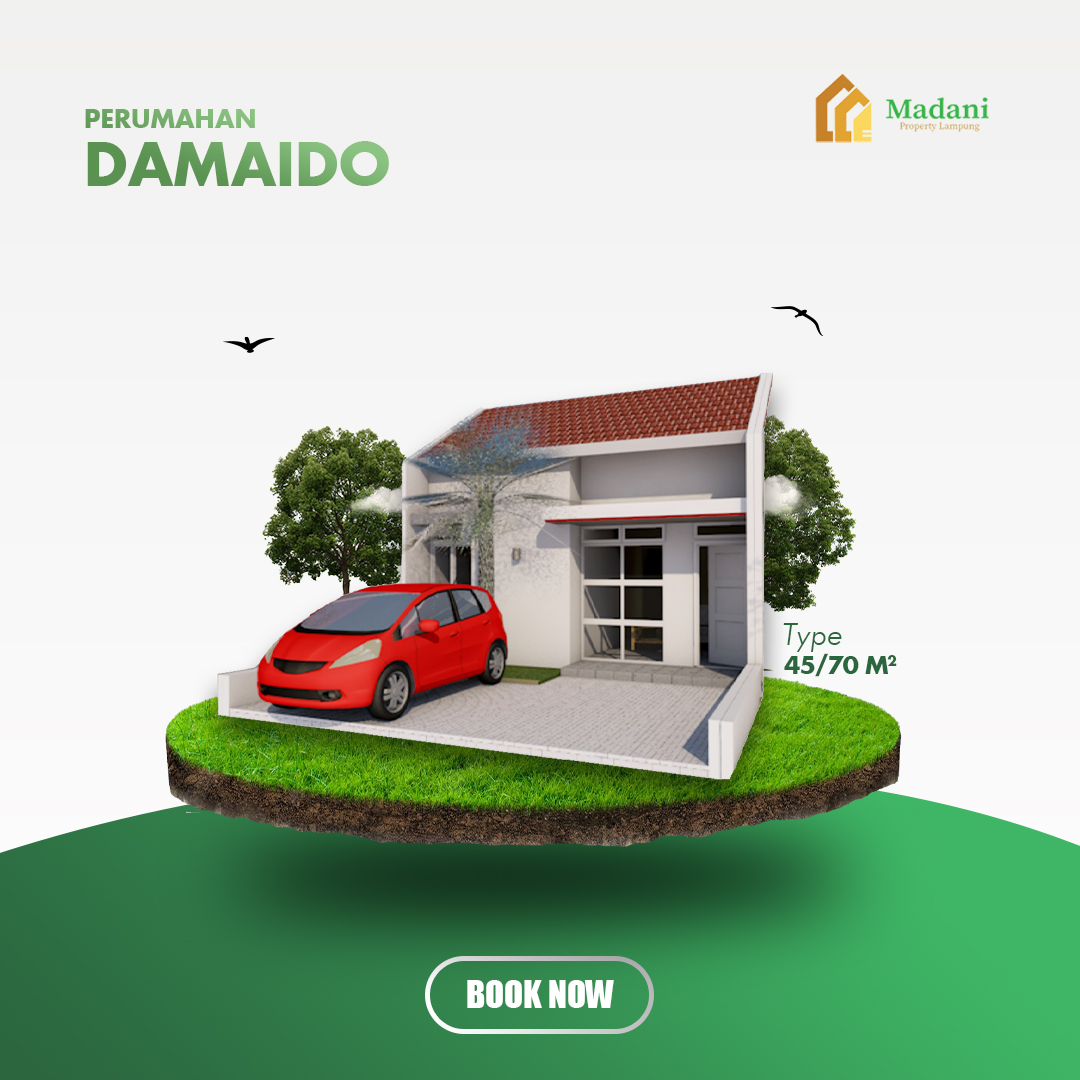 PERUMAHAN
DAMAIDO
Madani
Property Lampung
Type
45/70 M²
BOOK NOW